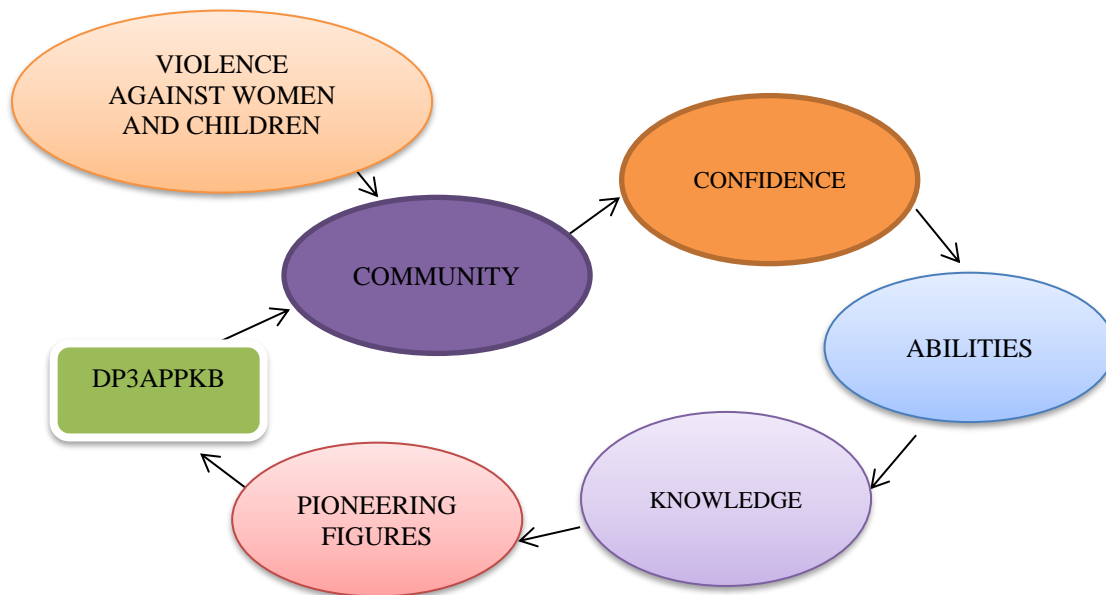 VIOLENCE
AGAINST WOMEN
AND CHILDREN
CONFIDENCE
COMMUNITY
ABILITIES
DP3APPKB
KNOWLEDGE
PIONEERING
FIGURES